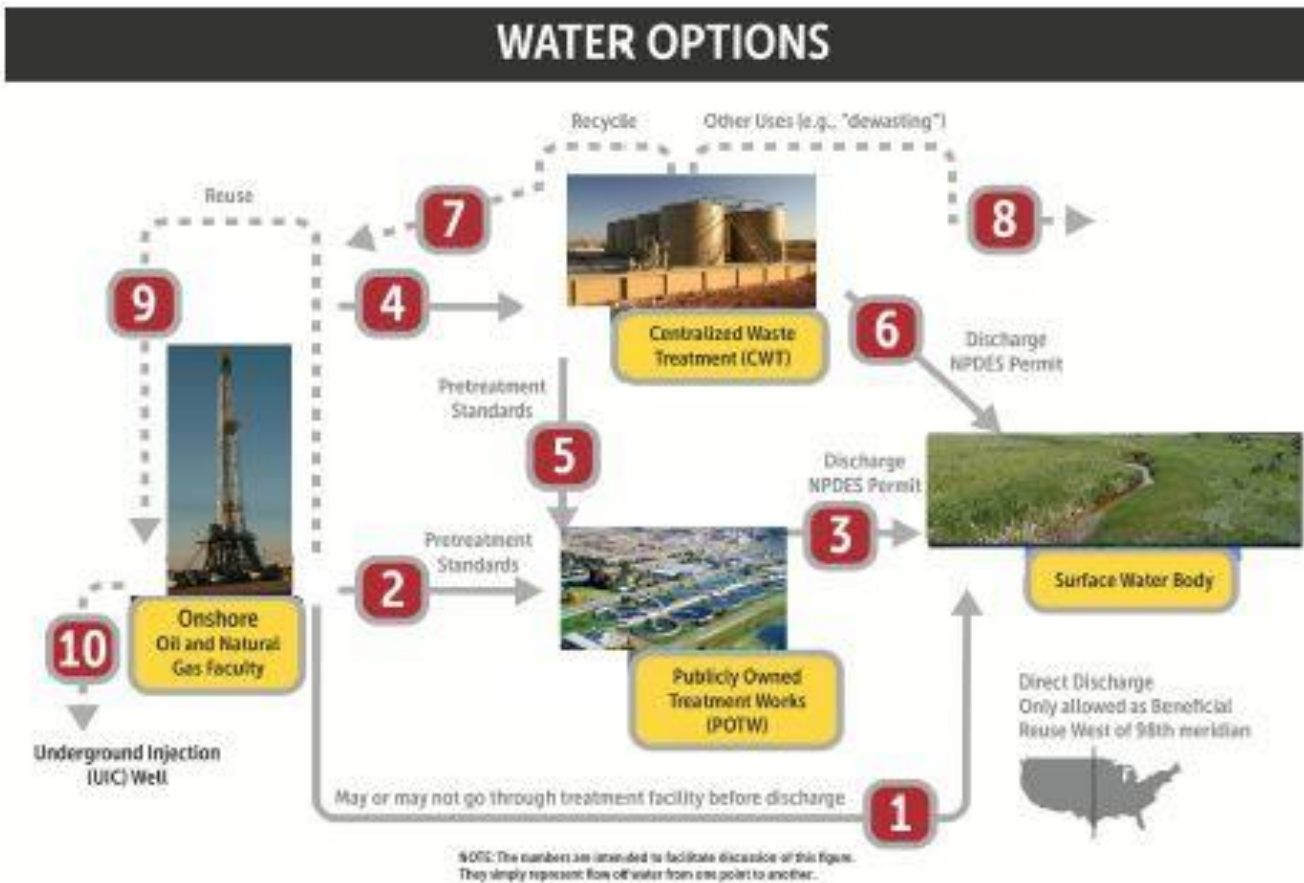 WATER OPTIONS
Recycle
Other Uses (e.g., "dewasting")
Reuse
7
8
9
4
Centralized Waste
Treatment (CWT)
6
Discharge
NPDES Permit
Pretreatment
Standards
5
Discharge
NPDES Permit
3
Pretreatment
Standards
2
Surface Water Body
Onshore
Oil and Natural
Gas Faculty
10
Publicly Owned
Treatment Works
(POTW)
Direct Discharge
Only allowed as Beneficial
Reuse West of 98th meridian
Underground Injection
(UIC) Well
May or may not go through treatment facility before discharge
1
NOTE: The numbers are intended to facilitate discussion of this figure.
They simply represent flow off water from one point to another.